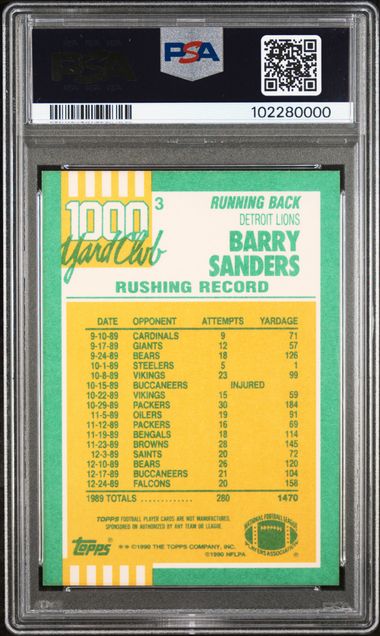 PSA
PSA
102280000
1000
Yard Club
3
RUNNING BACK
DETROIT LIONS
BARRY
SANDERS
RUSHING RECORD
DATE OPPONENT ATTEMPTS YARDAGE
9-10-89 CARDINALS 9 71
9-17-89 GIANTS 12 57
9-24-89 BEARS 18 126
10-1-89 STEELERS 5 1
10-8-89 VIKINGS 23 99
10-15-89 BUCCANEERS INJURED
10-22-89 VIKINGS 15 59
10-29-89 PACKERS 30 184
11-5-89 OILERS 19 91
11-12-89 PACKERS 16 69
11-19-89 BENGALS 18 114
11-23-89 BROWNS 28 145
12-3-89 SAINTS 20 72
12-10-89 BEARS 26 120
12-17-89 BUCCANEERS 21 104
12-24-89 FALCONS 20 158
1989 TOTALS ............. 280 1470
TOPPS FOOTBALL PLAYER CARDS ARE NOT MANUFACTURED,
SPONSORED OR AUTHORIZED BY ANY TEAM OR LEAGUE.
topps
** ©1990 THE TOPPS COMPANY, INC.
©1990 NFLPA
NATIONAL FOOTBALL LEAGUE
PLAYERS ASSOCIATION